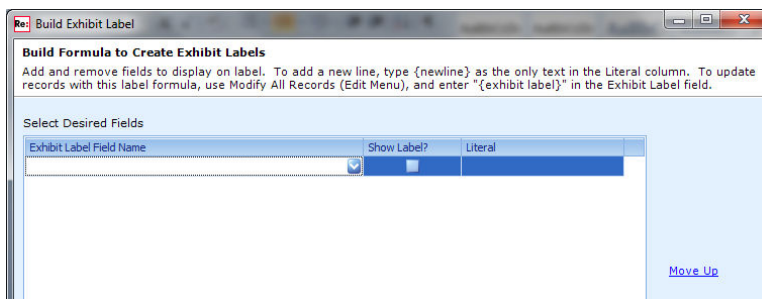 Re: Build Exhibit Label
Build Formula to Create Exhibit Labels
Add and remove fields to display on label. To add a new line, type {newline} as the only text in the Literal column. To update
records with this label formula, use Modify All Records (Edit Menu), and enter "{exhibit label}" in the Exhibit Label field.
Select Desired Fields
Exhibit Label Field Name Show Label? Literal
Move Up